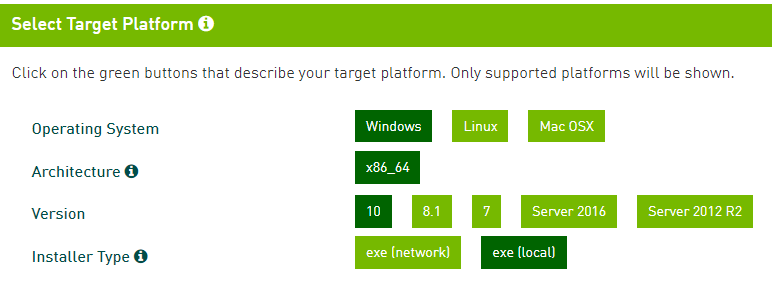 Select Target Platform
Click on the green buttons that describe your target platform. Only supported platforms will be shown.
Operating System Windows Linux Mac OSX
Architecture x86_64
Version 10 8.1 7 Server 2016 Server 2012 R2
Installer Type exe (network) exe (local)